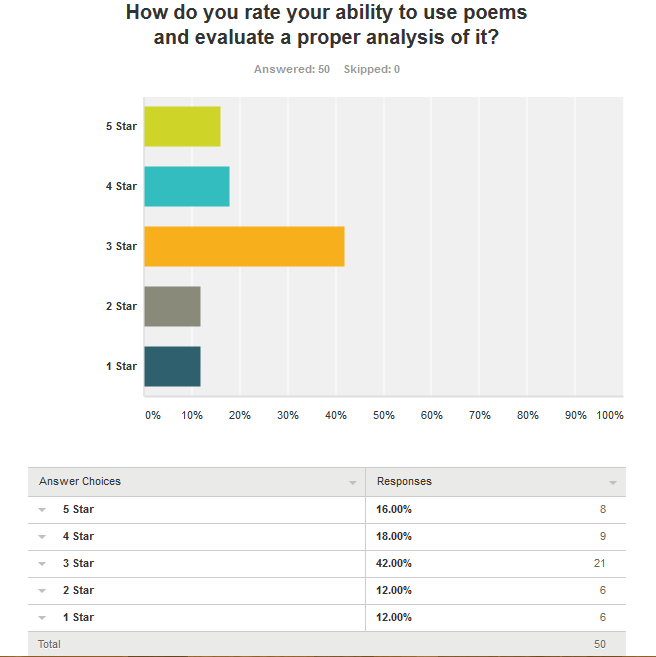 How do you rate your ability to use poems
and evaluate a proper analysis of it?
Answered: 50 Skipped: 0
5 Star
4 Star
3 Star
2 Star
1 Star
0% 10% 20% 30% 40% 50% 60% 70% 80% 90% 100%
Answer Choices Responses
5 Star 16.00% 8
4 Star 18.00% 9
3 Star 42.00% 21
2 Star 12.00% 6
1 Star 12.00% 6
Total 50